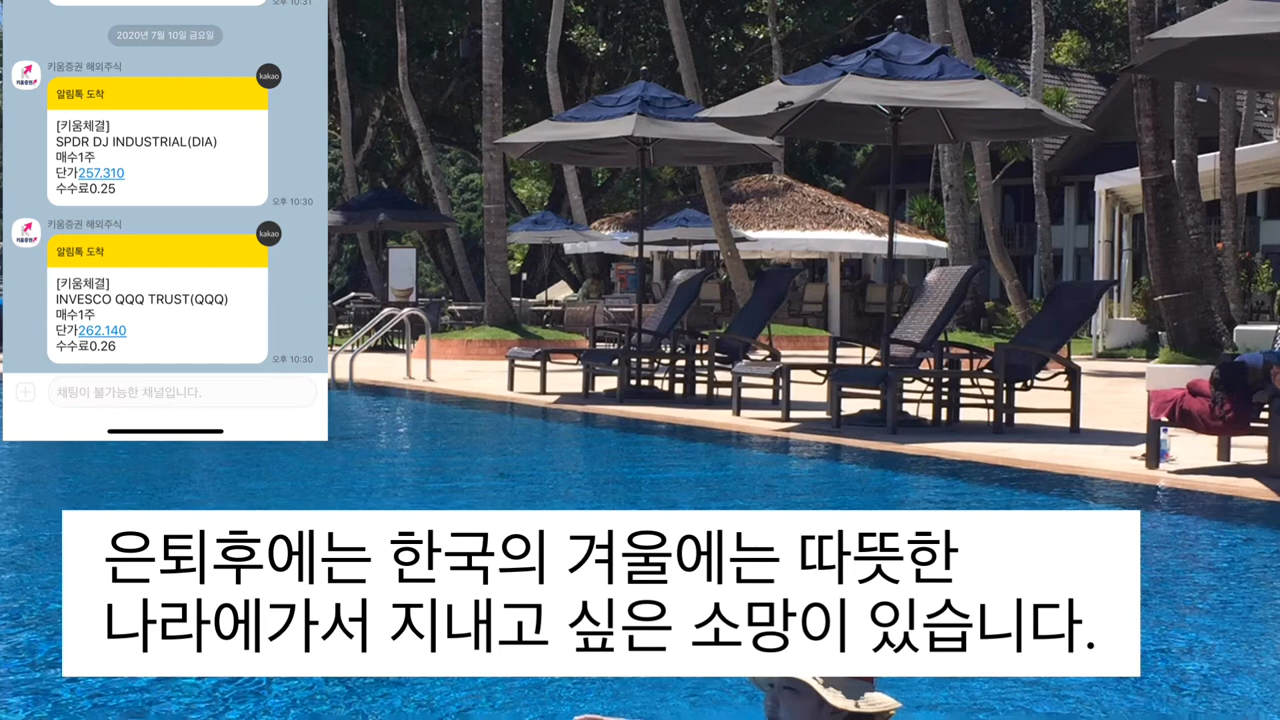 오후 10:31
2020년 7월 10일 금요일
키움증권 해외주식
kakao
알림톡 도착
[키움체결]
SPDR DJ INDUSTRIAL(DIA)
매수1주
단가257.310
수수료0.25
오후 10:30
키움증권 해외주식
kakao
알림톡 도착
[키움체결]
INVESCO QQQ TRUST(QQQ)
매수1주
단가262.140
수수료0.26
오후 10:30
채팅이 불가능한 채널입니다.
은퇴후에는 한국의 겨울에는 따뜻한
나라에가서 지내고 싶은 소망이 있습니다.